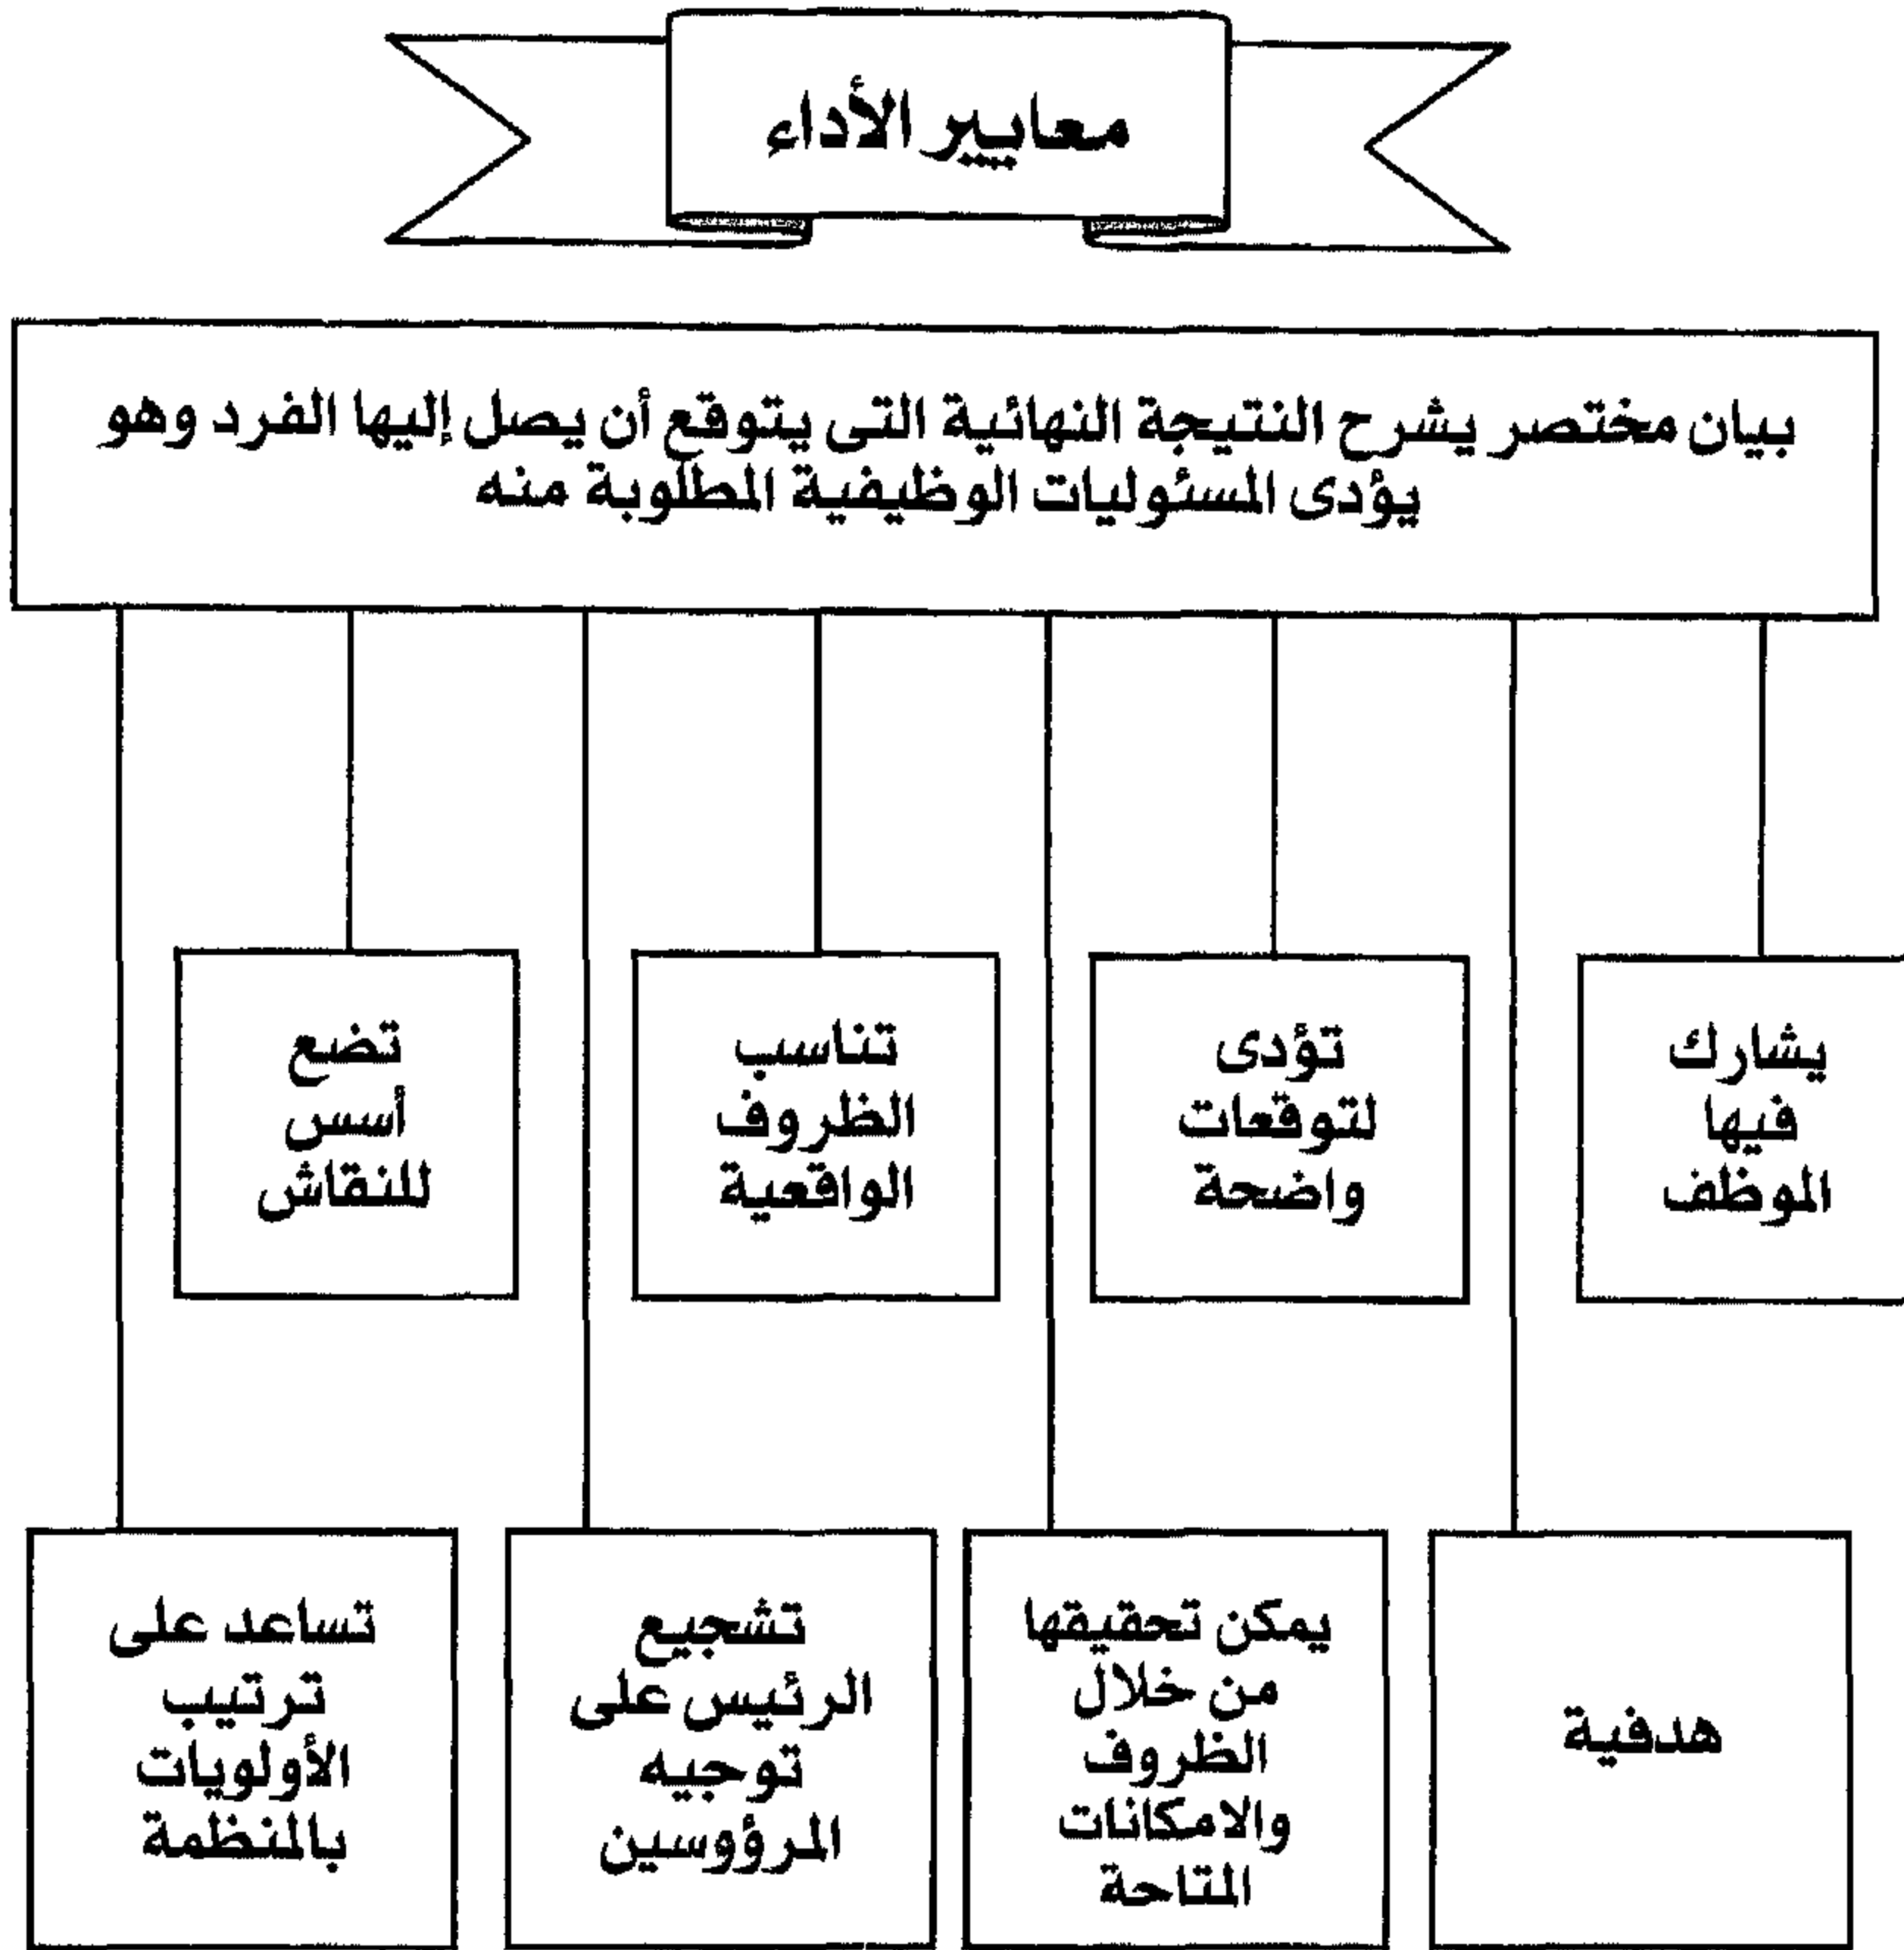 معايير الأداء
بيان مختصر يشرح النتيجة النهائية التى يتوقع أن يصل إليها الفرد وهو
يؤدى المسئوليات الوظيفية المطلوبة منه
يشارك
فيها
الموظف
تؤدى
لتوقعات
واضحة
تناسب
الظروف
الواقعية
تضع
أسس
للنقاش
هدفية
يمكن تحقيقها
من خلال
الظروف
والامكانات
المتاحة
تشجيع
الرئيس على
توجيه
المرؤوسين
تساعد على
ترتيب
الأولويات
بالمنظمة